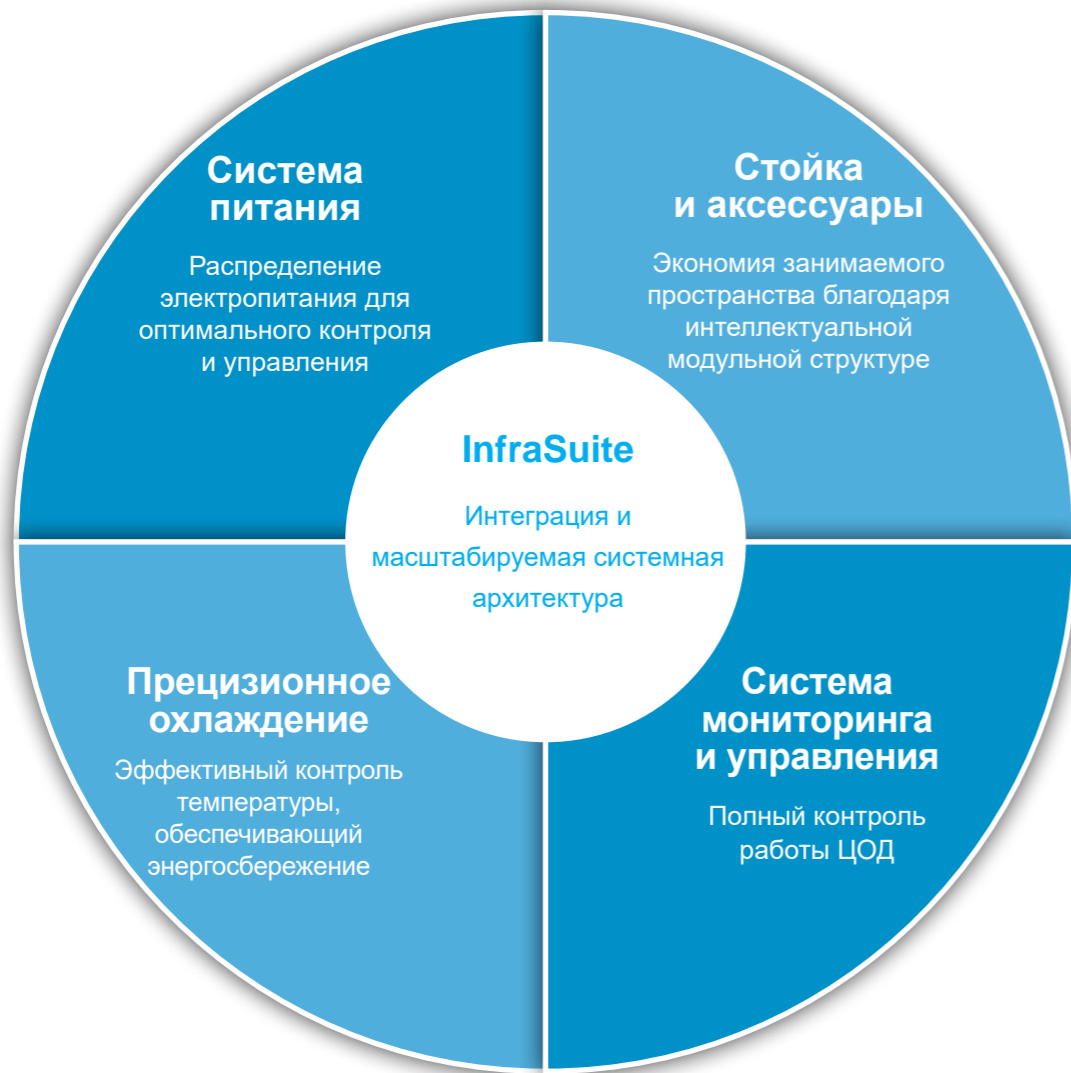 Система
питания
Распределение
электропитания для
оптимального контроля
и управления
Стойка
и аксессуары
Экономия занимаемого
пространства благодаря
интеллектуальной
модульной структуре
InfraSuite
Интеграция и
масштабируемая системная
архитектура
Прецизионное
охлаждение
Эффективный контроль
температуры,
обеспечивающий
энергосбережение
Система
мониторинга
и управления
Полный контроль
работы ЦОД